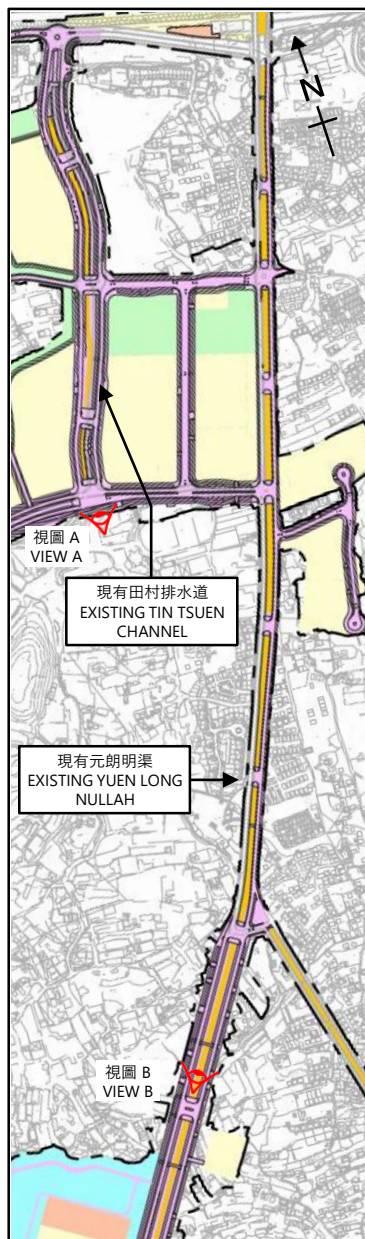 N
視圖 A
VIEW A
現有田村排水道
EXISTING TIN TSUEN
CHANNEL
現有元朗明渠
EXISTING YUEN LONG
NULLAH
視圖 B
VIEW B